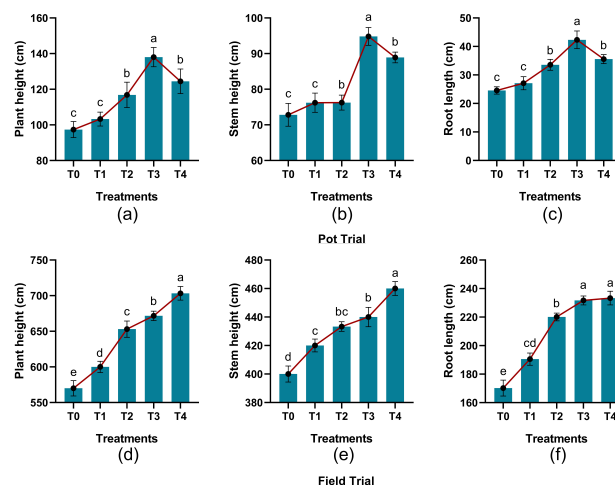 Plant height (cm)
160
140
120
100
80
c
c
b
a
b
T0 T1 T2 T3 T4
Treatments
(a)
Stem height (cm)
100
90
80
70
60
c
c
c
a
b
T0 T1 T2 T3 T4
Treatments
(b)
Root length (cm)
50
40
30
20
10
0
c
c
b
a
b
T0 T1 T2 T3 T4
Treatments
(c)
Pot Trial
Plant height (cm)
750
700
650
600
550
e
d
c
b
a
T0 T1 T2 T3 T4
Treatments
(d)
Stem height (cm)
480
460
440
420
400
380
d
c
bc
b
a
T0 T1 T2 T3 T4
Treatments
(e)
Root length (cm)
260
240
220
200
180
160
e
cd
b
a
a
T0 T1 T2 T3 T4
Treatments
(f)
Field Trial